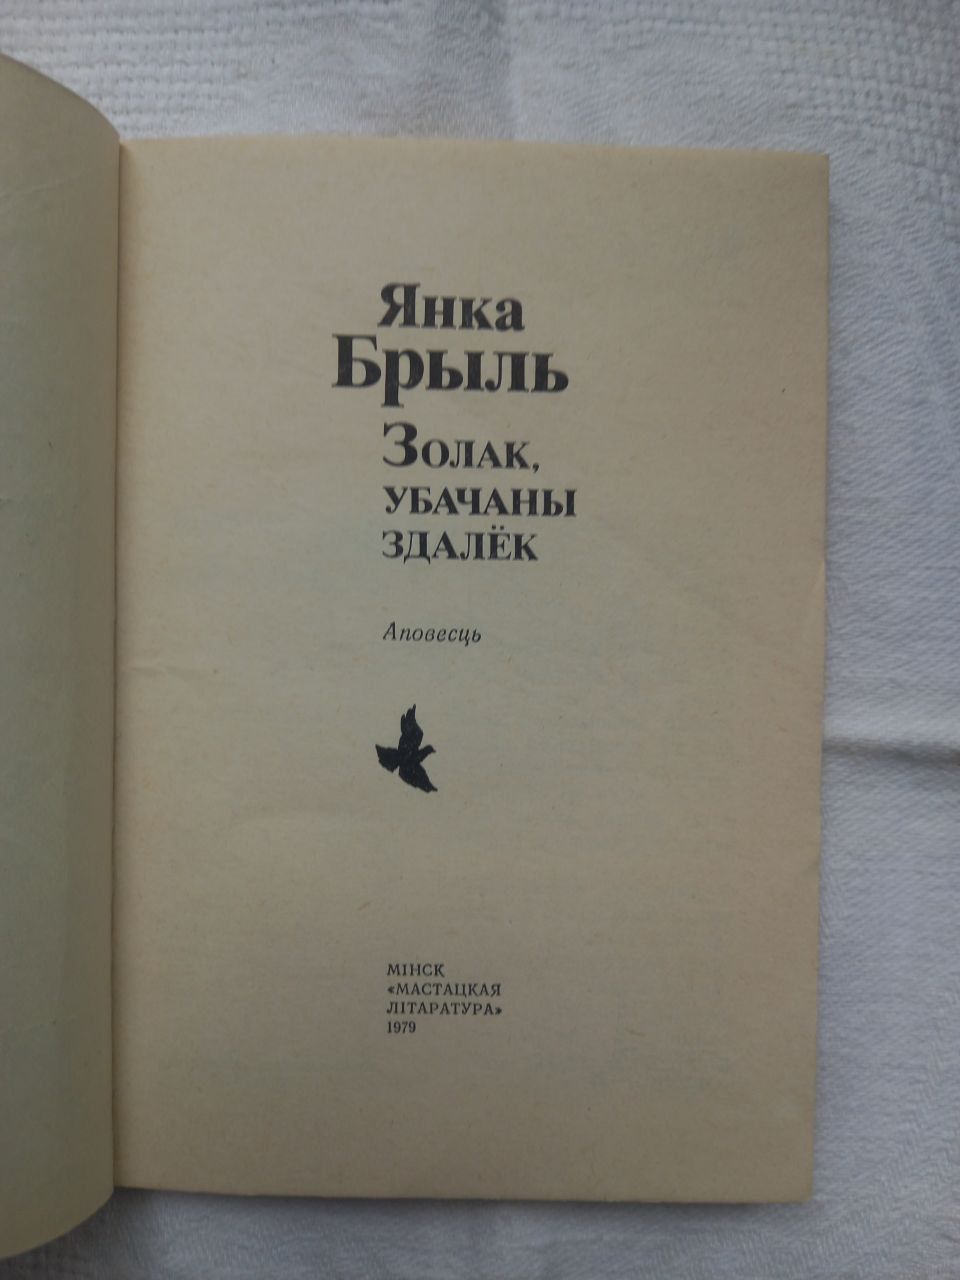 Янка
Брыль
Золак,
убачаны
здалёк
Аповесць
МІНСК
«МАСТАЦКАЯ
ЛІТАРАТУРА»
1979